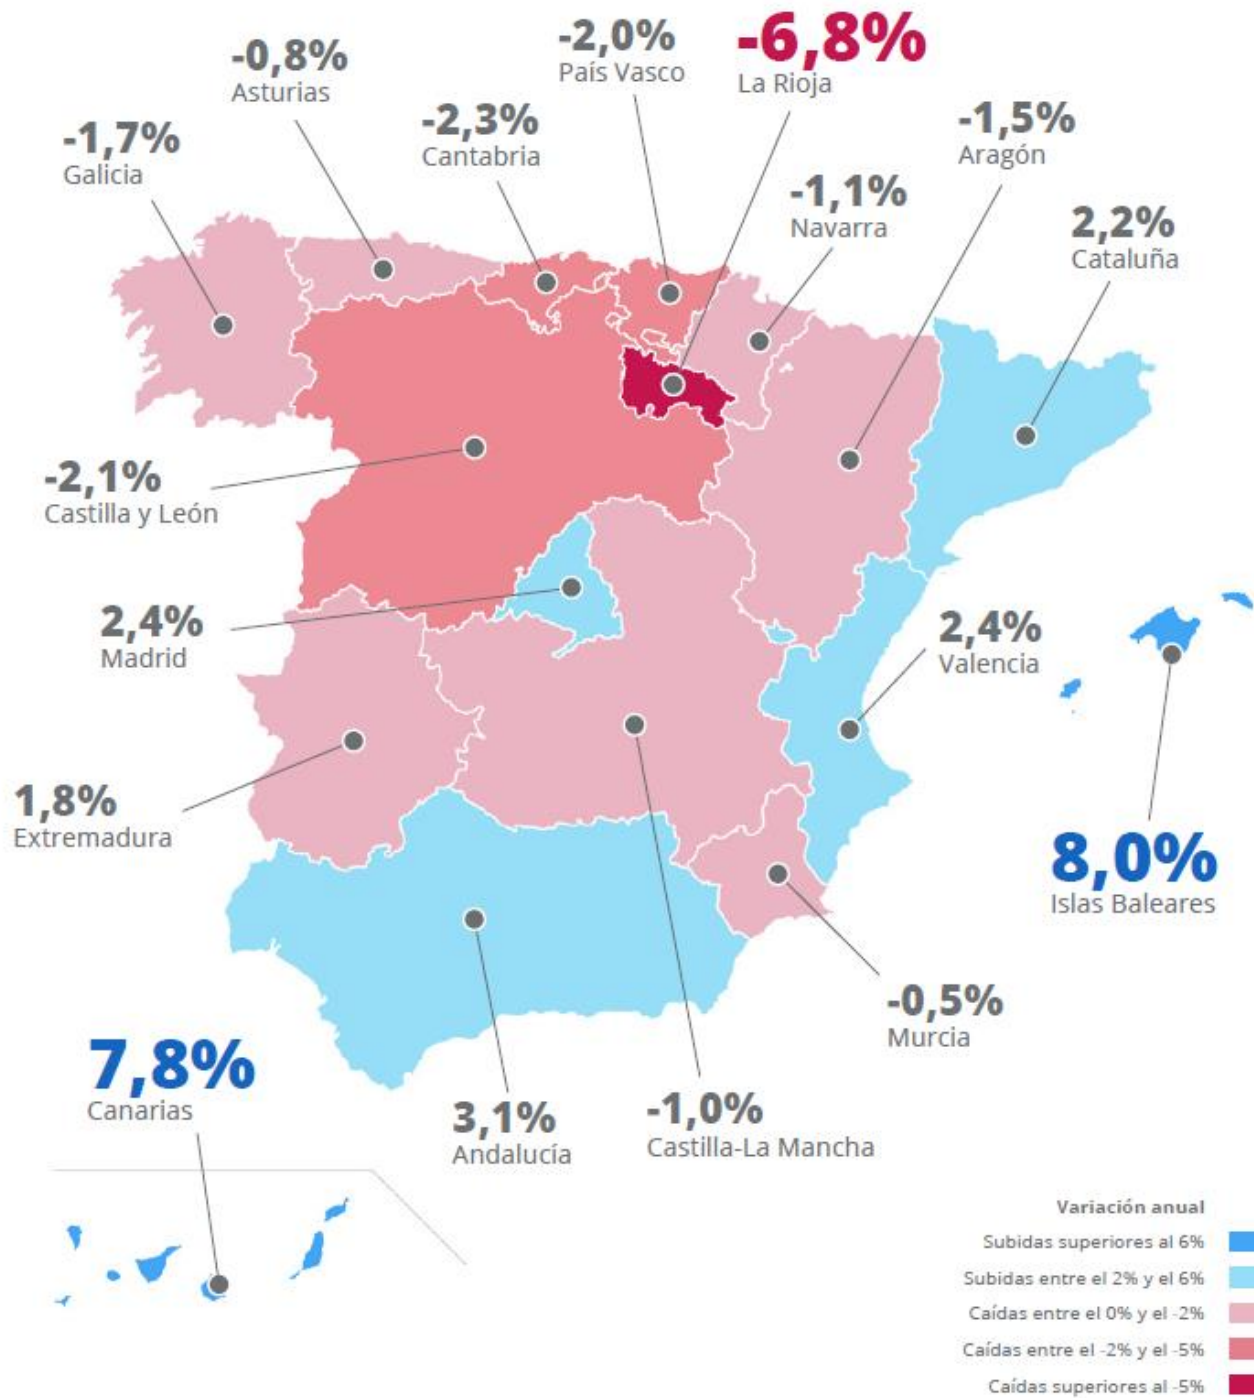 -6,8%
La Rioja
-2,0%
País Vasco
-0,8%
Asturias
-2,3%
Cantabria
-1,5%
Aragón
-1,7%
Galicia
-1,1%
Navarra
2,2%
Cataluña
-2,1%
Castilla y León
2,4%
Madrid
2,4%
Valencia
1,8%
Extremadura
8,0%
Islas Baleares
-0,5%
Murcia
7,8%
Canarias
3,1%
Andalucía
-1,0%
Castilla-La Mancha
Variación anual
Subidas superiores al 6%
Subidas entre el 2% y el 6%
Caídas entre el 0% y el -2%
Caídas entre el -2% y el -5%
Caídas superiores al -5%